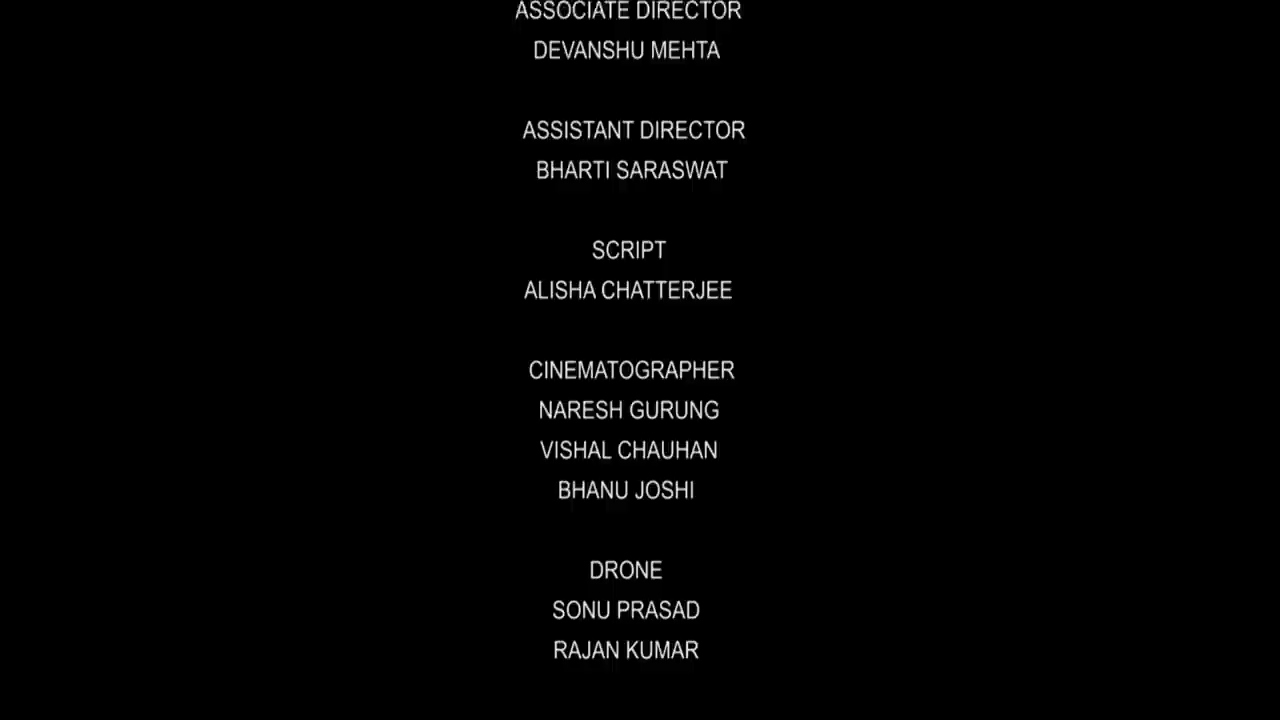 ASSOCIATE DIRECTOR
DEVANSHU MEHTA
ASSISTANT DIRECTOR
BHARTI SARASWAT
SCRIPT
ALISHA CHATTERJEE
CINEMATOGRAPHER
NARESH GURUNG
VISHAL CHAUHAN
BHANU JOSHI
DRONE
SONU PRASAD
RAJAN KUMAR